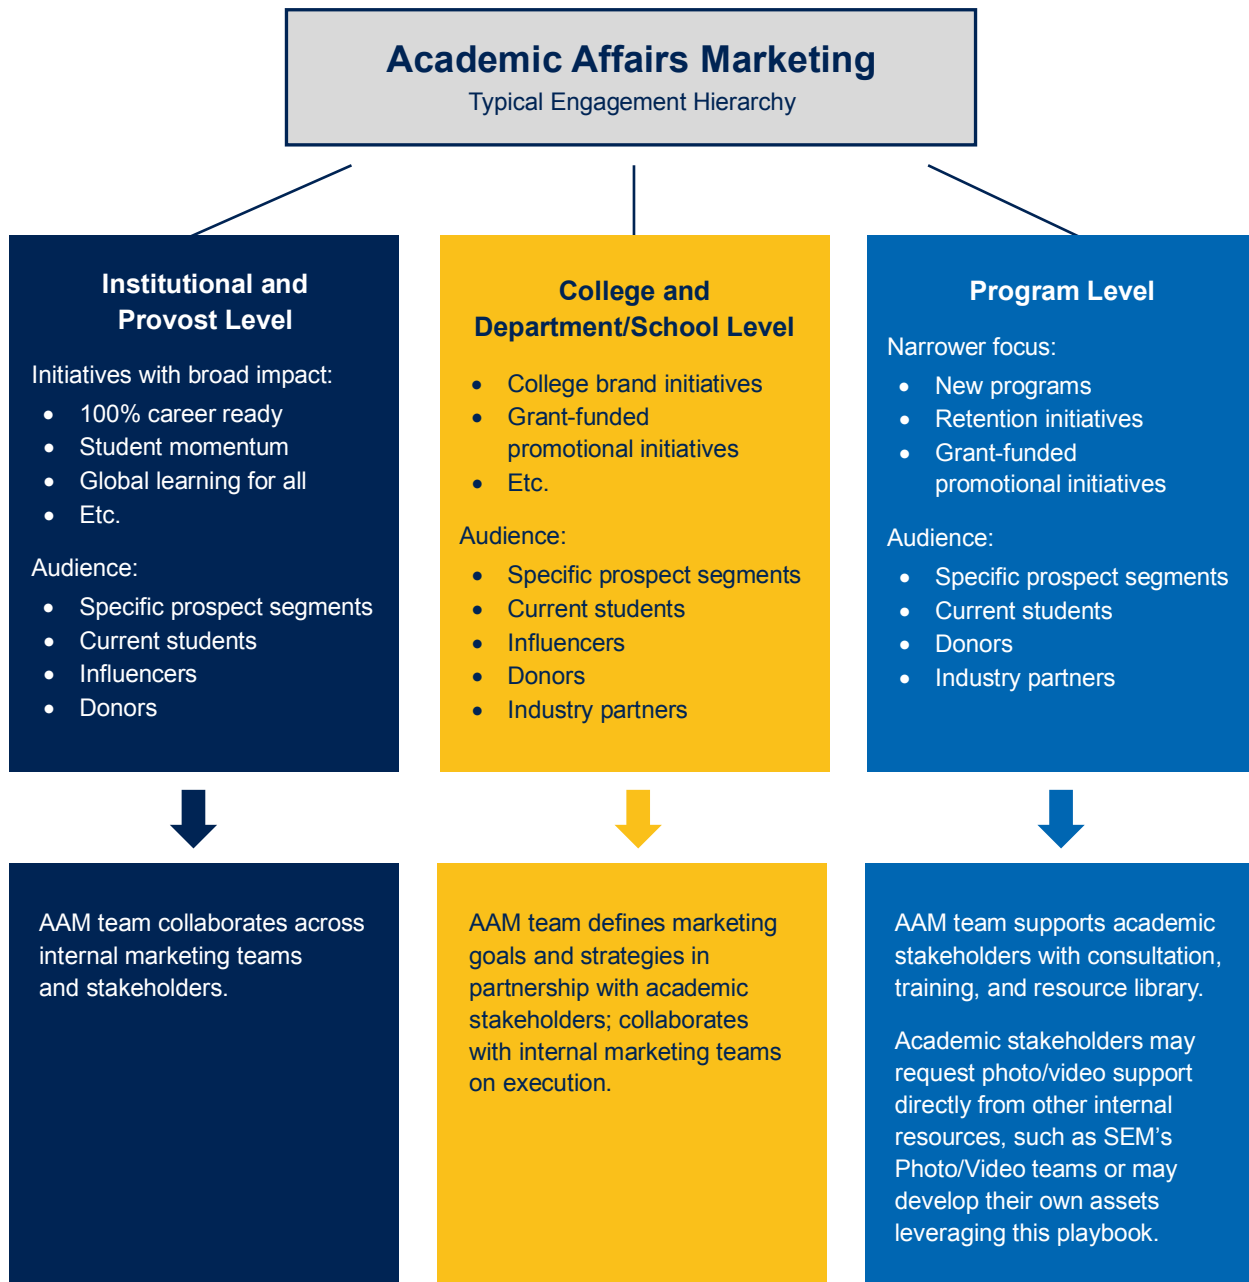 Academic Affairs Marketing
Typical Engagement Hierarchy
Institutional and
Provost Level
Initiatives with broad impact:
• 100% career ready
• Student momentum
• Global learning for all
• Etc.
Audience:
• Specific prospect segments
• Current students
• Influencers
• Donors
College and
Department/School Level
• College brand initiatives
• Grant-funded
promotional initiatives
• Etc.
Audience:
• Specific prospect segments
• Current students
• Influencers
• Donors
• Industry partners
Program Level
Narrower focus:
• New programs
• Retention initiatives
• Grant-funded
promotional initiatives
Audience:
• Specific prospect segments
• Current students
• Donors
• Industry partners
AAM team collaborates across
internal marketing teams
and stakeholders.
AAM team defines marketing
goals and strategies in
partnership with academic
stakeholders; collaborates
with internal marketing teams
on execution.
AAM team supports academic
stakeholders with consultation,
training, and resource library.
Academic stakeholders may
request photo/video support
directly from other internal
resources, such as SEM’s
Photo/Video teams or may
develop their own assets
leveraging this playbook.